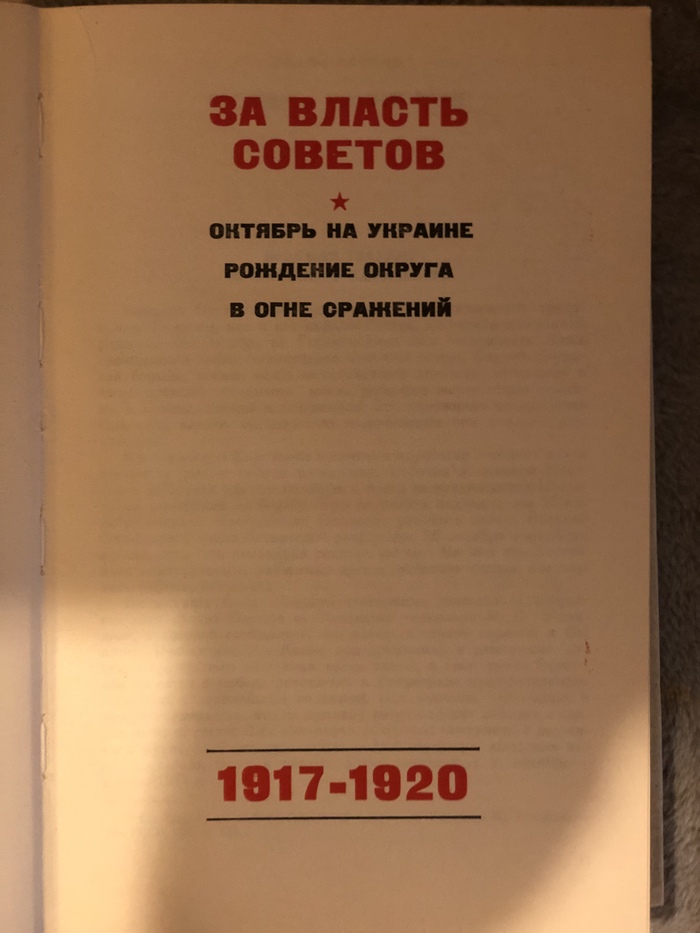 ЗА ВЛАСТЬ
СОВЕТОВ
ОКТЯБРЬ НА УКРАИНЕ
РОЖДЕНИЕ ОКРУГА
В ОГНЕ СРАЖЕНИЙ
1917-1920